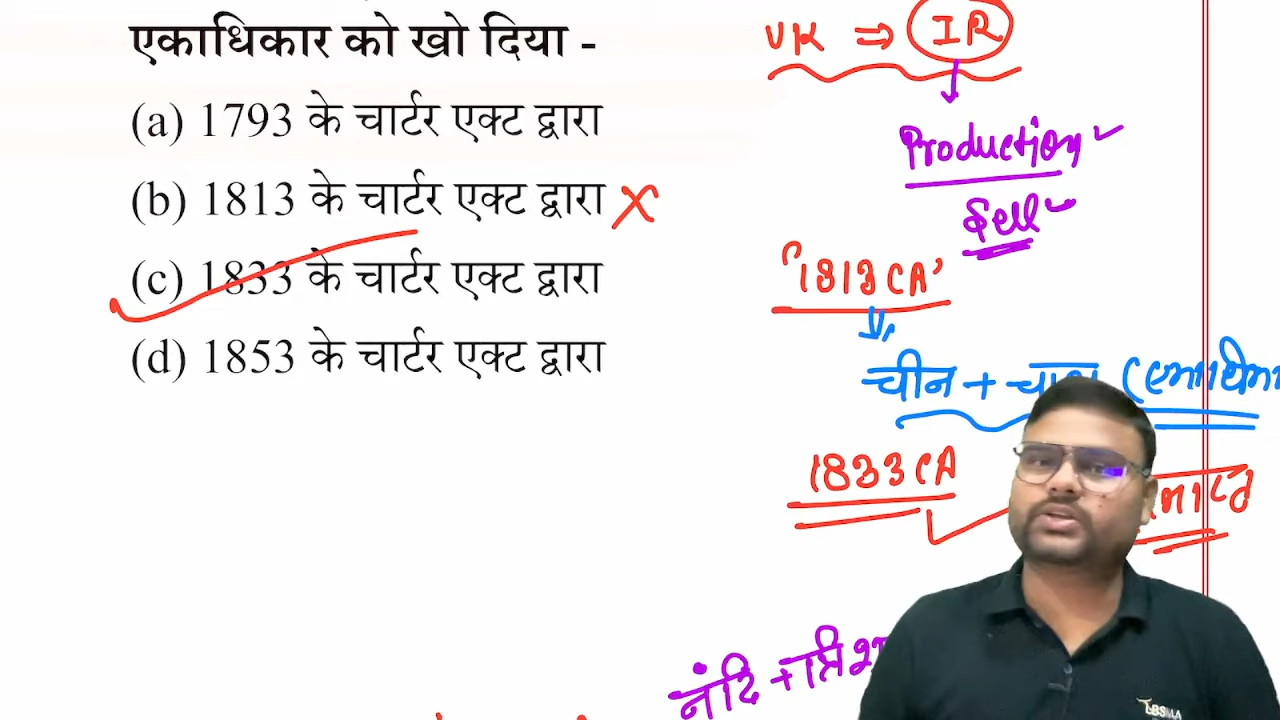 एकाधिकार को खो दिया -
(a) 1793 के चार्टर एक्ट द्वारा
(b) 1813 के चार्टर एक्ट द्वारा X
(c) 1833 के चार्टर एक्ट द्वारा
(d) 1853 के चार्टर एक्ट द्वारा
UK ⇒ IR
Production
Sell
'1813 CA'
चीन + चाय
1833 CA
नंदि + त्रिश
LBSMA